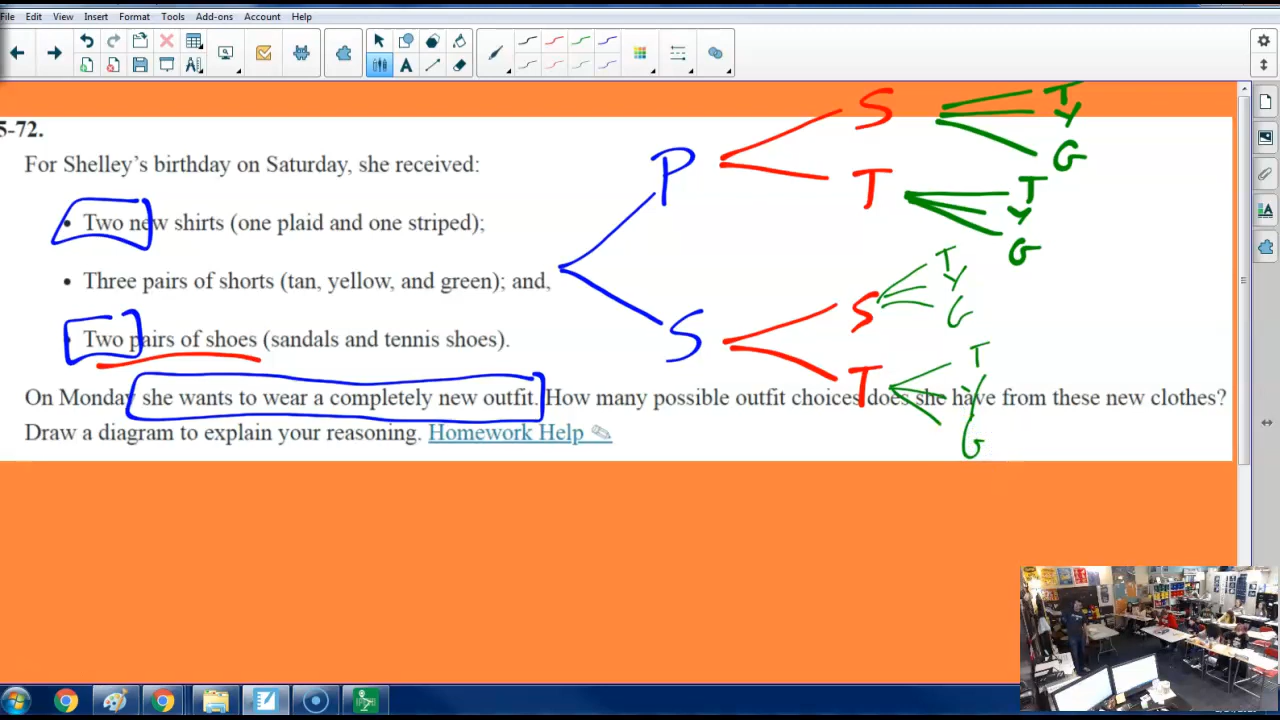 File Edit View Insert Format Tools Add-ons Account Help
5-72.
For Shelley's birthday on Saturday, she received:
• Two new shirts (one plaid and one striped);
• Three pairs of shorts (tan, yellow, and green); and,
• Two pairs of shoes (sandals and tennis shoes).
On Monday she wants to wear a completely new outfit. How many possible outfit choices does she have from these new clothes?
Draw a diagram to explain your reasoning. Homework Help
P
S
T
Y
G
T
T
Y
G
S
S
T
Y
G
T
T
Y
G